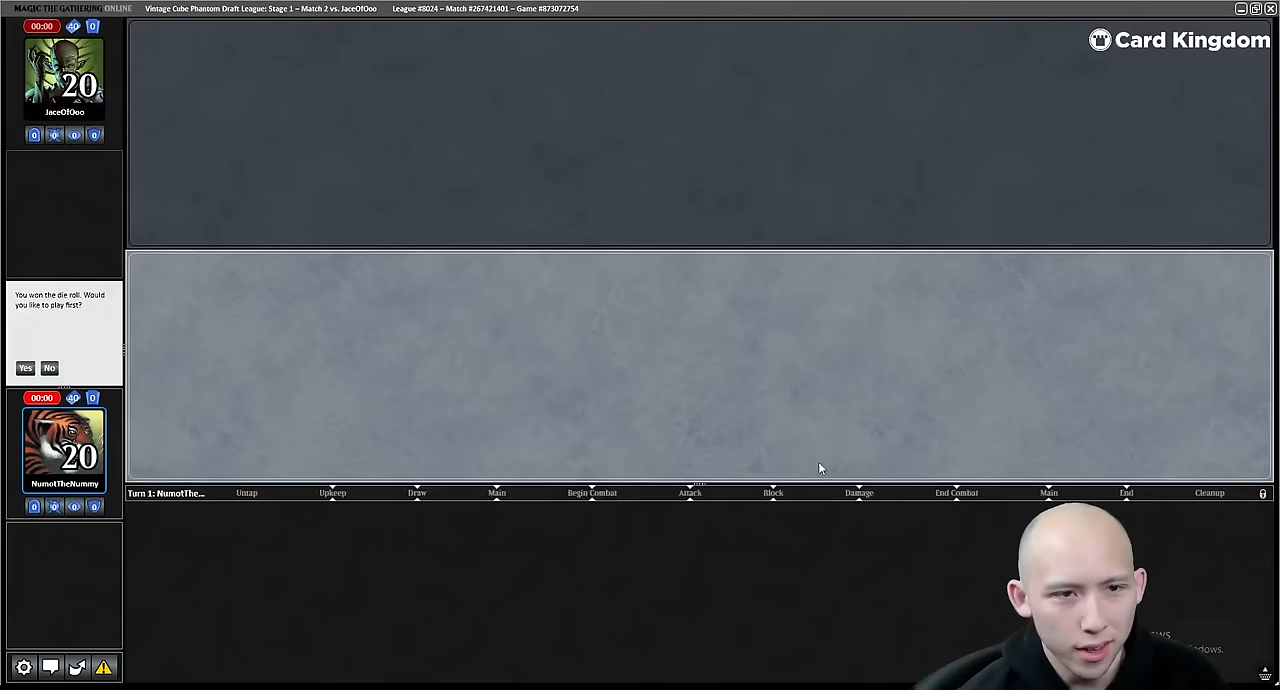 MAGIC THE GATHERING ONLINE Vintage Cube Phantom Draft League: Stage 1 – Match 2 vs. JaceOfOoo League #8024 – Match #267421401 – Game #873072754
00:00 40 0
Card Kingdom
20
JaceOfOoo
0 0 0 0
You won the die roll. Would
you like to play first?
Yes No
00:00 40 0
20
NumotTheNummy
Turn 1: NumotThe... Untap Upkeep Draw Main Begin Combat Attack Block Damage End Combat Main End Cleanup
0 0 0 0